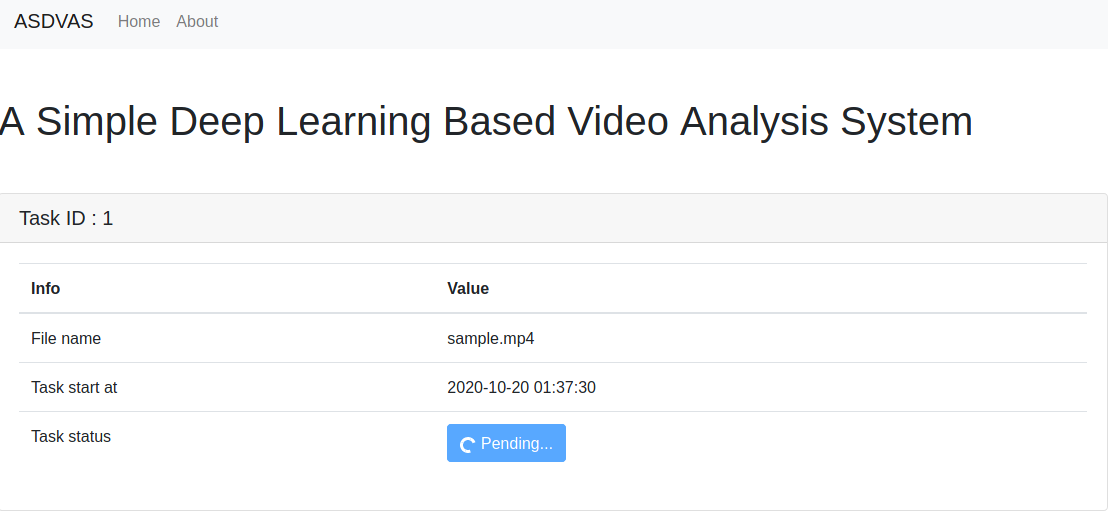 ASDVAS Home About
A Simple Deep Learning Based Video Analysis System
Task ID : 1
Info Value
File name sample.mp4
Task start at 2020-10-20 01:37:30
Task status Pending...